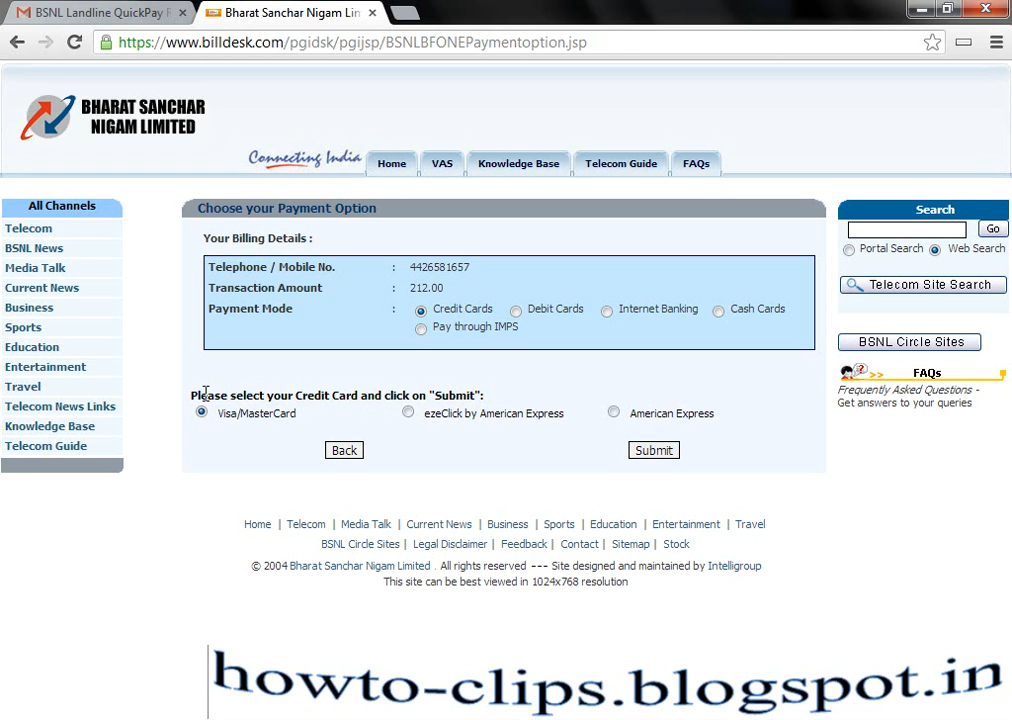 BSNL Landline QuickPay R
Bharat Sanchar Nigam Lim
https://www.billdesk.com/pgidsk/pgijsp/BSNLBFONEPaymentoption.jsp
BHARAT SANCHAR
NIGAM LIMITED
Connecting India
Home
VAS
Knowledge Base
Telecom Guide
FAQs
All Channels
Telecom
BSNL News
Media Talk
Current News
Business
Sports
Education
Entertainment
Travel
Telecom News Links
Knowledge Base
Telecom Guide
Choose your Payment Option
Your Billing Details :
Telephone / Mobile No. : 4426581657
Transaction Amount : 212.00
Payment Mode : Credit Cards Debit Cards Internet Banking Cash Cards
Pay through IMPS
Please select your Credit Card and click on "Submit":
Visa/MasterCard ezeClick by American Express American Express
Back Submit
Search
Go
Portal Search Web Search
Telecom Site Search
BSNL Circle Sites
>> FAQs
Frequently Asked Questions -
Get answers to your queries
Home | Telecom | Media Talk | Current News | Business | Sports | Education | Entertainment | Travel
BSNL Circle Sites | Legal Disclaimer | Feedback | Contact | Sitemap | Stock
© 2004 Bharat Sanchar Nigam Limited . All rights reserved --- Site designed and maintained by Intelligroup
This site can be best viewed in 1024x768 resolution
howto-clips.blogspot.in